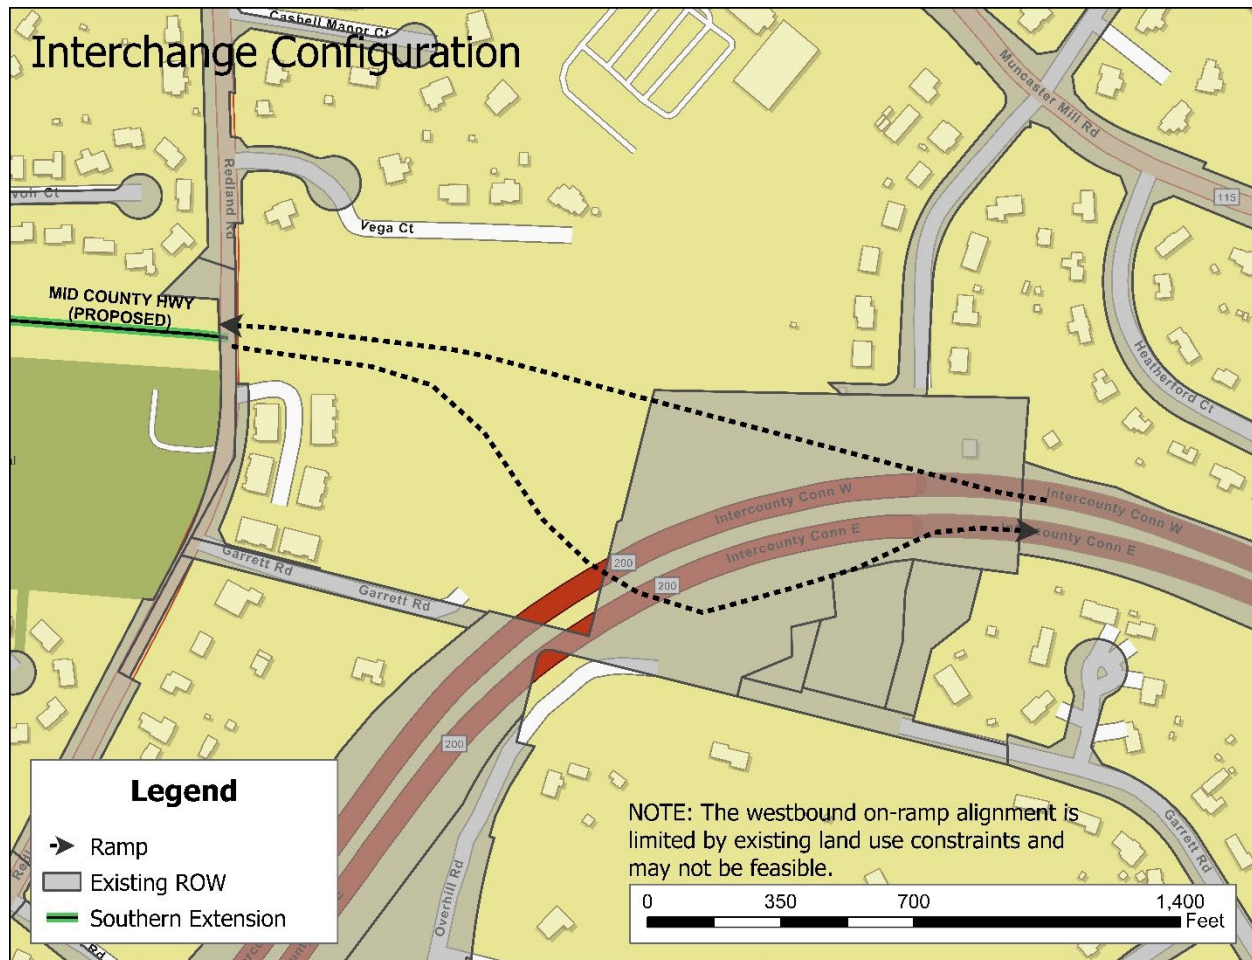 Cashell Manor Ct
Interchange Configuration
Muncaster Mill Rd
Redland Rd
115
Vega Ct
MID COUNTY HWY
(PROPOSED)
Heatherford Ct
Intercounty Conn W
Intercounty Conn W
Intercounty Conn E
Intercounty Conn E
200
200
Garrett Rd
Garrett Rd
200
Legend
Ramp
Existing ROW
Southern Extension
Overhill Rd
Garrett Rd
NOTE: The westbound on-ramp alignment is
limited by existing land use constraints and
may not be feasible.
0 350 700 1,400
Feet